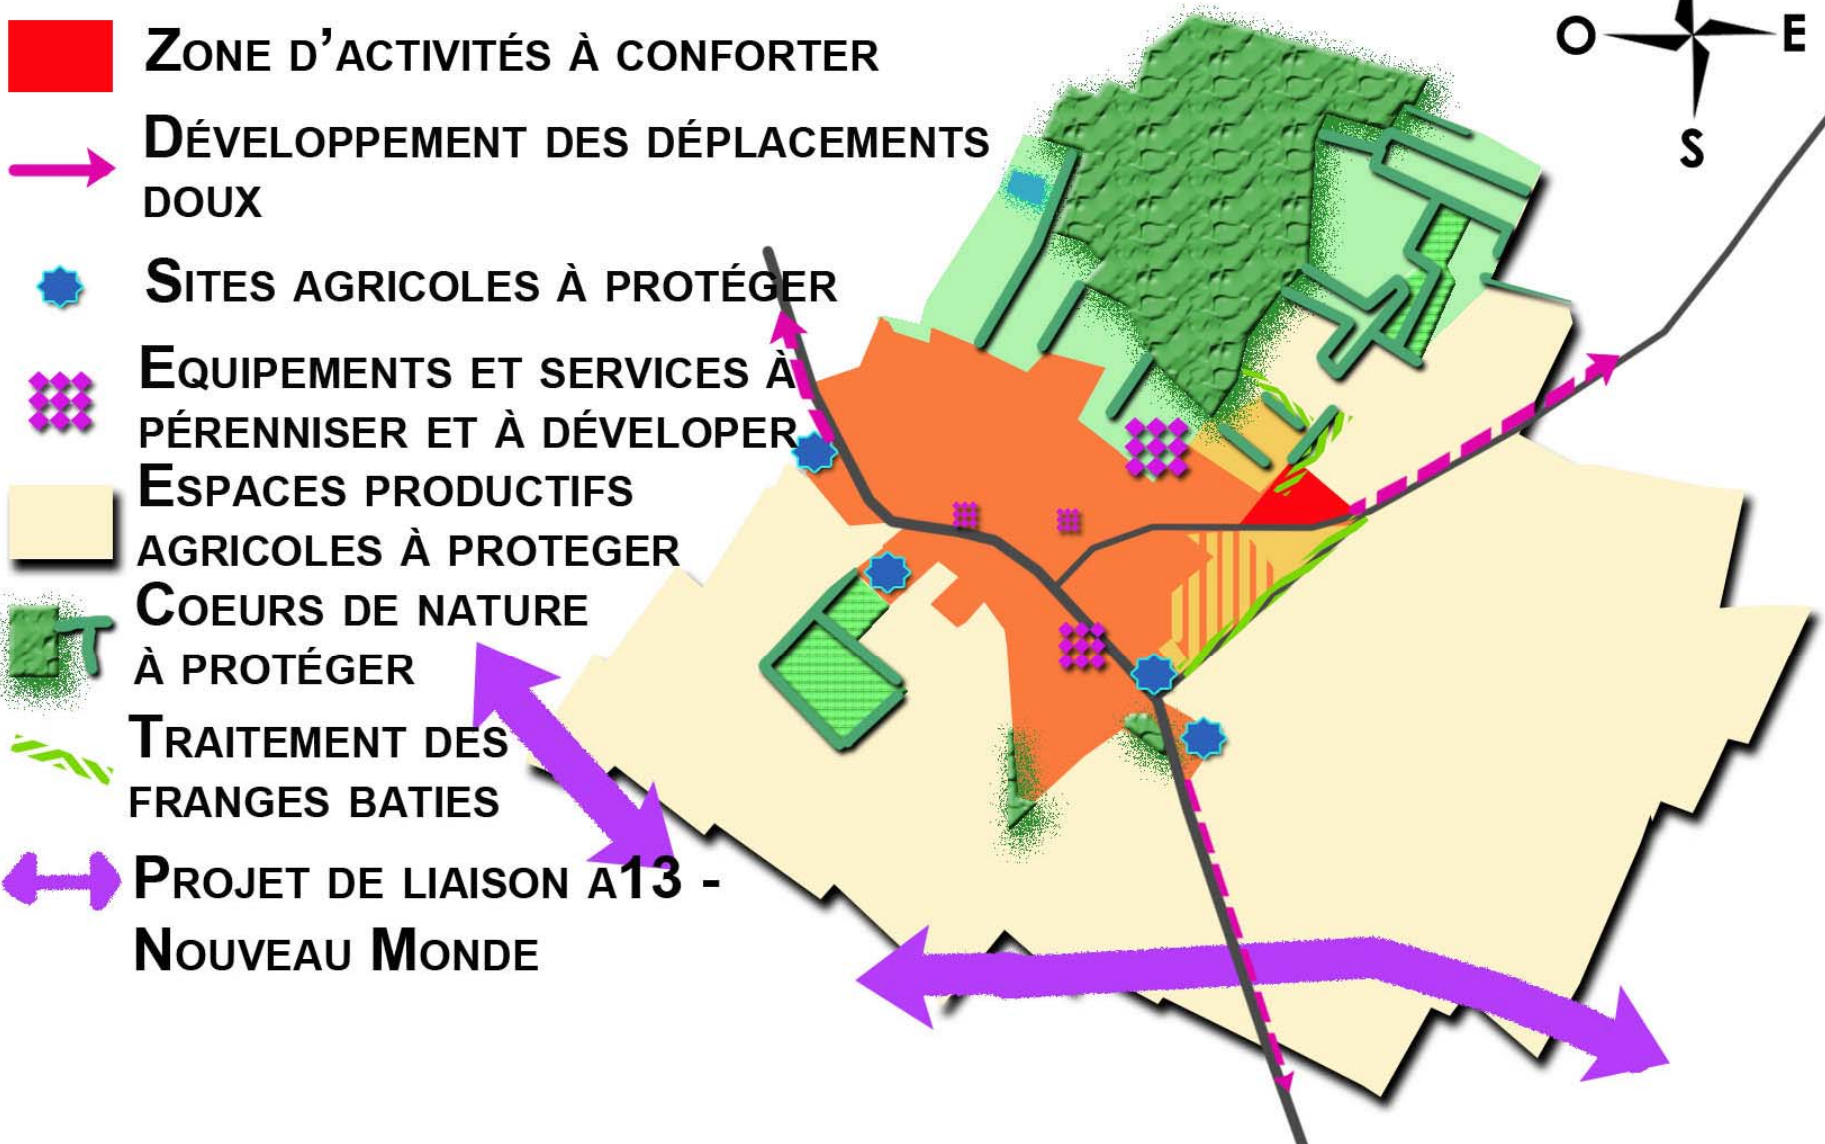 ZONE D'ACTIVITÉS À CONFORTER
DÉVELOPPEMENT DES DÉPLACEMENTS
DOUX
SITES AGRICOLES À PROTÉGER
EQUIPEMENTS ET SERVICES À
PÉRENNISER ET À DÉVELOPER
ESPACES PRODUCTIFS
AGRICOLES À PROTEGER
COEURS DE NATURE
À PROTÉGER
TRAITEMENT DES
FRANGES BATIES
PROJET DE LIAISON A13 -
NOUVEAU MONDE
O E
S